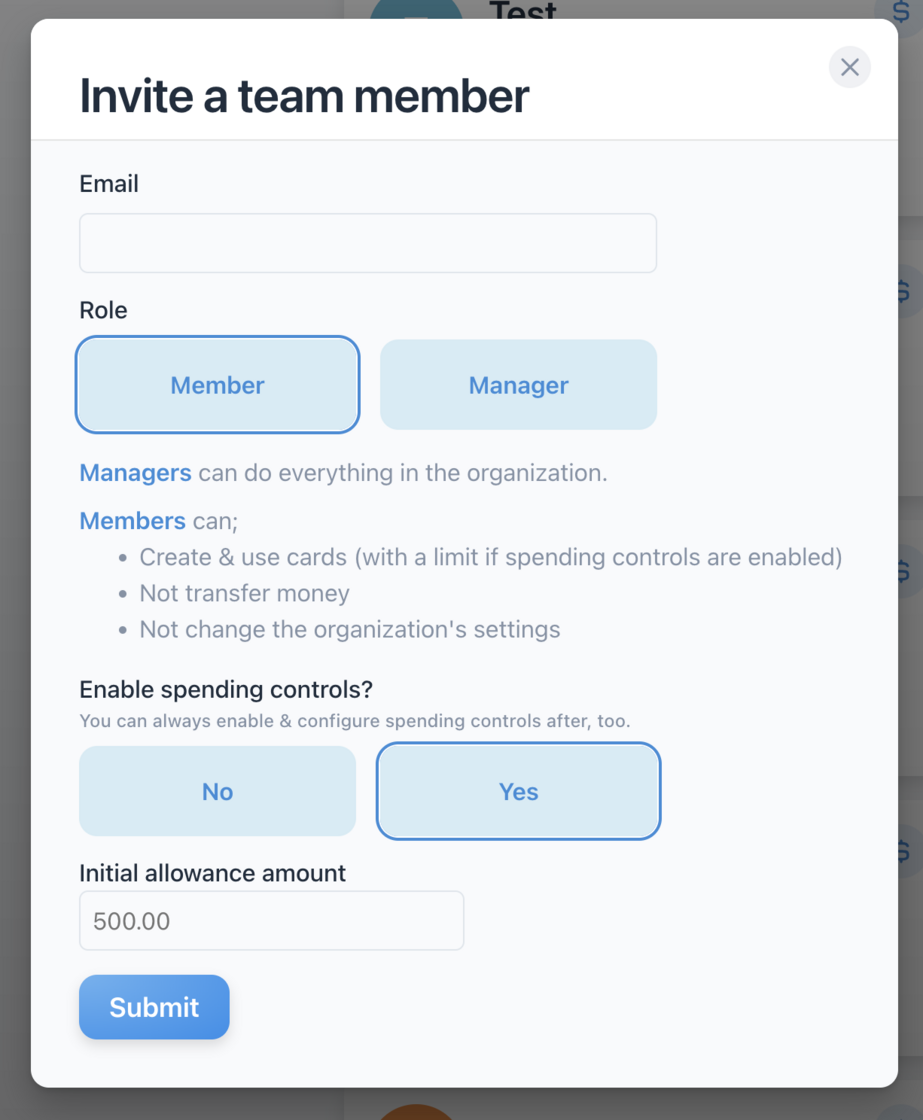 Test
$
Invite a team member
Email
Role
Member
Manager
Managers can do everything in the organization.
Members can;
• Create & use cards (with a limit if spending controls are enabled)
• Not transfer money
• Not change the organization's settings
$
$
Enable spending controls?
You can always enable & configure spending controls after, too.
No
Yes
$
Initial allowance amount
500.00
Submit